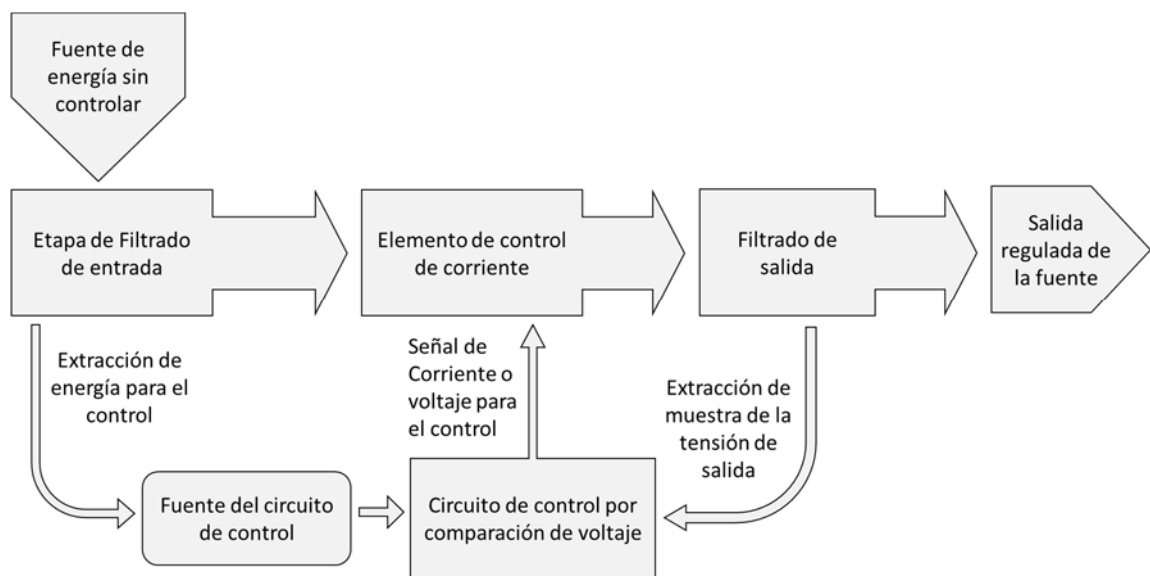 Fuente de
energía sin
controlar
Etapa de Filtrado
de entrada
Elemento de control
de corriente
Filtrado de
salida
Salida
regulada de
la fuente
Extracción de
energía para el
control
Señal de
Corriente o
voltaje para
el control
Extracción de
muestra de la
tensión de
salida
Fuente del circuito
de control
Circuito de control por
comparación de voltaje